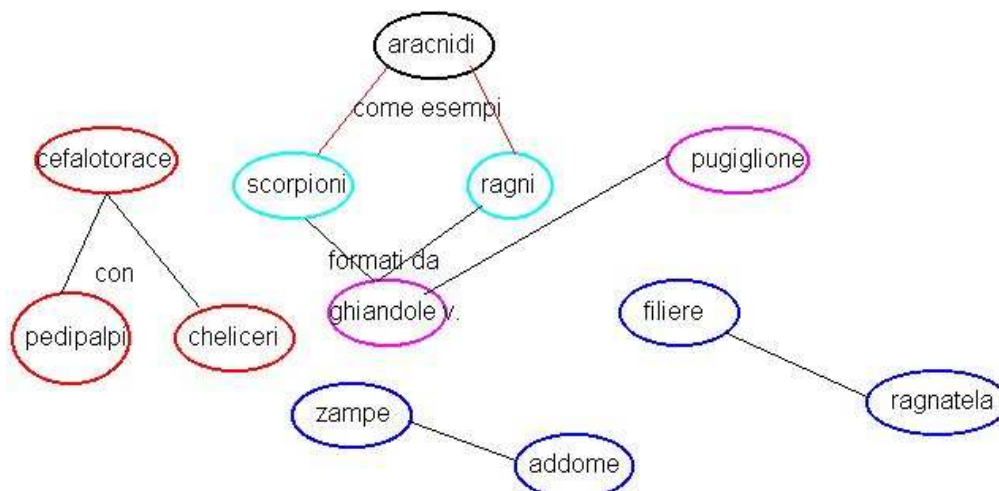 aracnidi
come esempi
cefalotorace
scorpioni
ragni
pugiglione
con
formati da
pedipalpi
cheliceri
ghiandole v.
filiere
zampe
ragnatela
addome